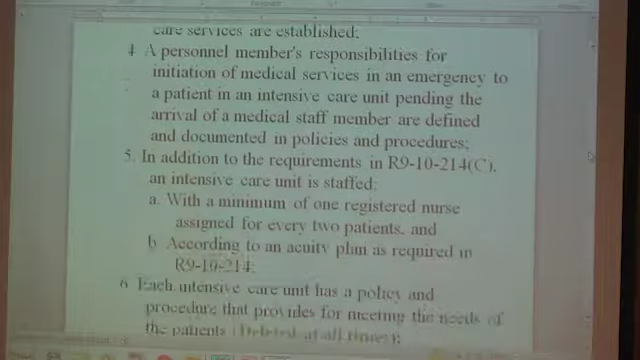 care services are established;
4 A personnel member's responsibilities for
initiation of medical services in an emergency to
a patient in an intensive care unit pending the
arrival of a medical staff member are defined
and documented in policies and procedures;
5. In addition to the requirements in R9-10-214(C),
an intensive care unit is staffed:
a. With a minimum of one registered nurse
assigned for every two patients, and
b According to an acuity plan as required in
R9-10-214;
6 Each intensive care unit has a policy and
procedure that provides for meeting the needs of
the patients (Deleted at all times);